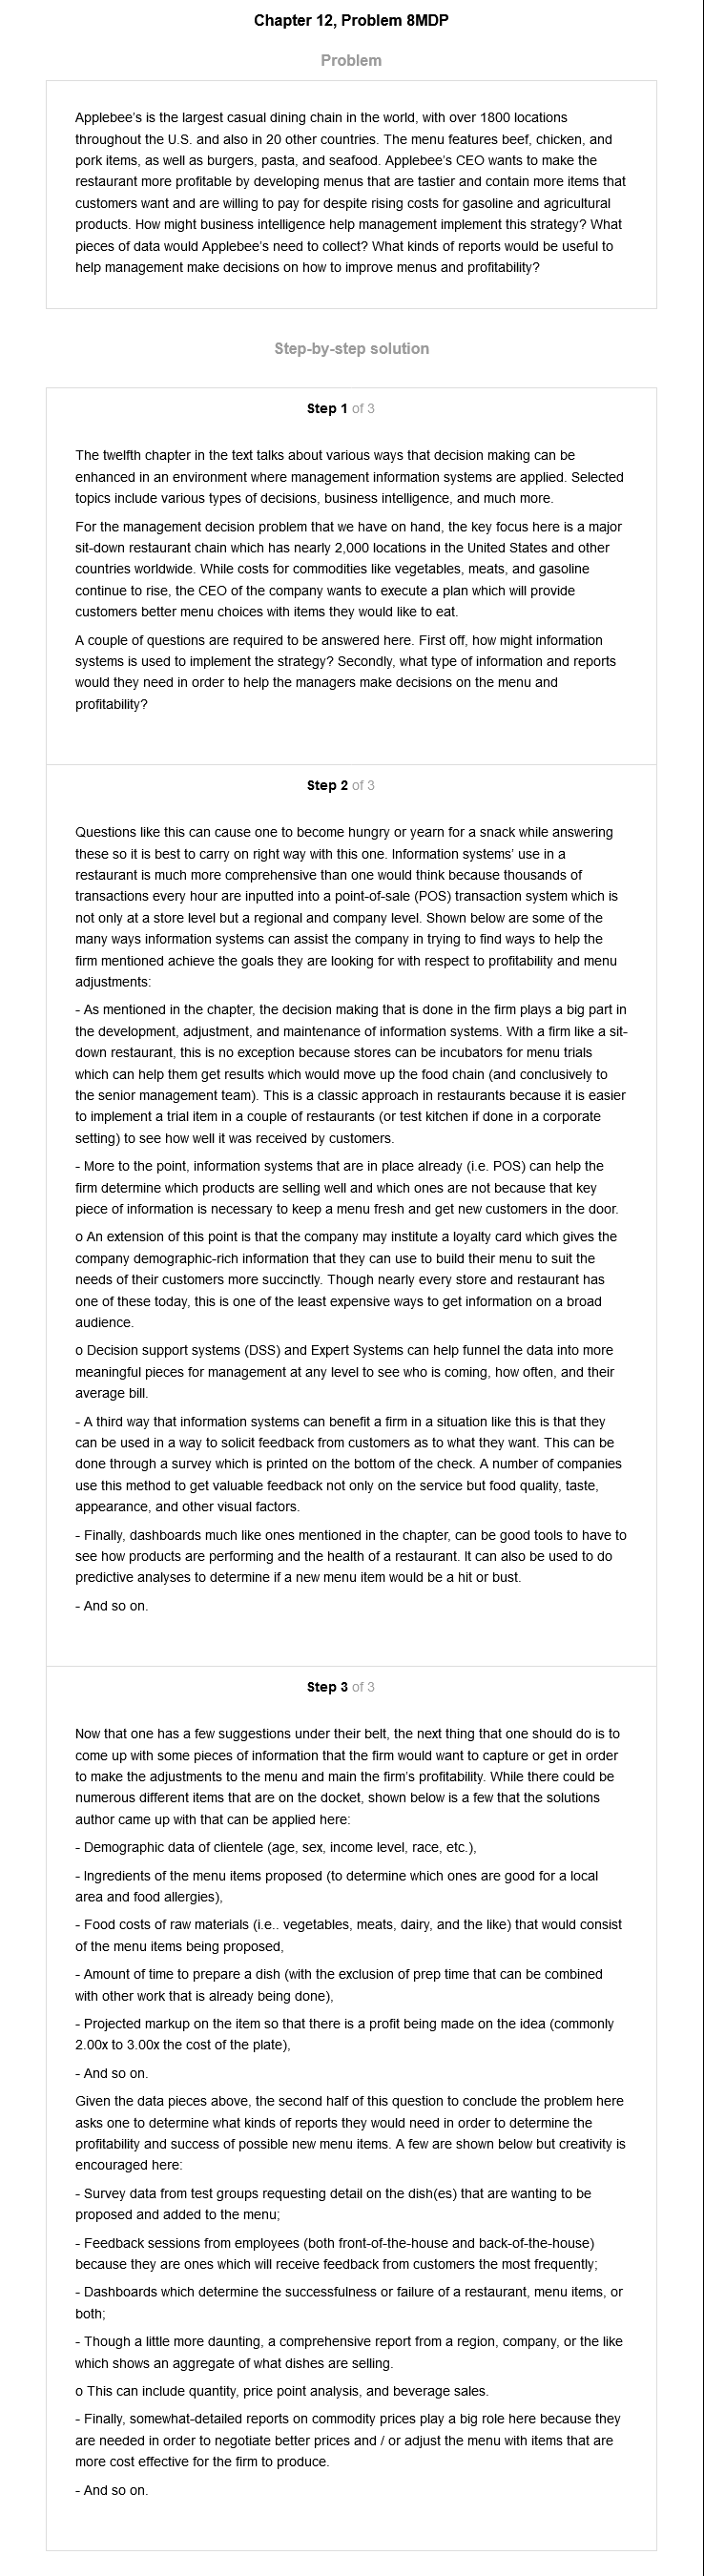 Chapter 12, Problem 8MDP
Problem
Applebee's is the largest casual dining chain in the world, with over 1800 locations
throughout the U.S. and also in 20 other countries. The menu features beef, chicken, and
pork items, as well as burgers, pasta, and seafood. Applebee's CEO wants to make the
restaurant more profitable by developing menus that are tastier and contain more items that
customers want and are willing to pay for despite rising costs for gasoline and agricultural
products. How might business intelligence help management implement this strategy? What
pieces of data would Applebee's need to collect? What kinds of reports would be useful to
help management make decisions on how to improve menus and profitability?
Step-by-step solution
Step 1 of 3
The twelfth chapter in the text talks about various ways that decision making can be
enhanced in an environment where management information systems are applied. Selected
topics include various types of decisions, business intelligence, and much more.
For the management decision problem that we have on hand, the key focus here is a major
sit-down restaurant chain which has nearly 2,000 locations in the United States and other
countries worldwide. While costs for commodities like vegetables, meats, and gasoline
continue to rise, the CEO of the company wants to execute a plan which will provide
customers better menu choices with items they would like to eat.
A couple of questions are required to be answered here. First off, how might information
systems is used to implement the strategy? Secondly, what type of information and reports
would they need in order to help the managers make decisions on the menu and
profitability?
Step 2 of 3
Questions like this can cause one to become hungry or yearn for a snack while answering
these so it is best to carry on right way with this one. Information systems' use in a
restaurant is much more comprehensive than one would think because thousands of
transactions every hour are inputted into a point-of-sale (POS) transaction system which is
not only at a store level but a regional and company level. Shown below are some of the
many ways information systems can assist the company in trying to find ways to help the
firm mentioned achieve the goals they are looking for with respect to profitability and menu
adjustments:
- As mentioned in the chapter, the decision making that is done in the firm plays a big part in
the development, adjustment, and maintenance of information systems. With a firm like a sit-
down restaurant, this is no exception because stores can be incubators for menu trials
which can help them get results which would move up the food chain (and conclusively to
the senior management team). This is a classic approach in restaurants because it is easier
to implement a trial item in a couple of restaurants (or test kitchen if done in a corporate
setting) to see how well it was received by customers.
- More to the point, information systems that are in place already (i.e. POS) can help the
firm determine which products are selling well and which ones are not because that key
piece of information is necessary to keep a menu fresh and get new customers in the door.
o An extension of this point is that the company may institute a loyalty card which gives the
company demographic-rich information that they can use to build their menu to suit the
needs of their customers more succinctly. Though nearly every store and restaurant has
one of these today, this is one of the least expensive ways to get information on a broad
audience.
o Decision support systems (DSS) and Expert Systems can help funnel the data into more
meaningful pieces for management at any level to see who is coming, how often, and their
average bill.
- A third way that information systems can benefit a firm in a situation like this is that they
can be used in a way to solicit feedback from customers as to what they want. This can be
done through a survey which is printed on the bottom of the check. A number of companies
use this method to get valuable feedback not only on the service but food quality, taste,
appearance, and other visual factors.
- Finally, dashboards much like ones mentioned in the chapter, can be good tools to have to
see how products are performing and the health of a restaurant. It can also be used to do
predictive analyses to determine if a new menu item would be a hit or bust.
- And so on.
Step 3 of 3
Now that one has a few suggestions under their belt, the next thing that one should do is to
come up with some pieces of information that the firm would want to capture or get in order
to make the adjustments to the menu and main the firm's profitability. While there could be
numerous different items that are on the docket, shown below is a few that the solutions
author came up with that can be applied here:
- Demographic data of clientele (age, sex, income level, race, etc.),
- Ingredients of the menu items proposed (to determine which ones are good for a local
area and food allergies),
- Food costs of raw materials (i.e.. vegetables, meats, dairy, and the like) that would consist
of the menu items being proposed,
- Amount of time to prepare a dish (with the exclusion of prep time that can be combined
with other work that is already being done),
- Projected markup on the item so that there is a profit being made on the idea (commonly
2.00x to 3.00x the cost of the plate),
- And so on.
Given the data pieces above, the second half of this question to conclude the problem here
asks one to determine what kinds of reports they would need in order to determine the
profitability and success of possible new menu items. A few are shown below but creativity is
encouraged here:
- Survey data from test groups requesting detail on the dish(es) that are wanting to be
proposed and added to the menu;
- Feedback sessions from employees (both front-of-the-house and back-of-the-house)
because they are ones which will receive feedback from customers the most frequently;
- Dashboards which determine the successfulness or failure of a restaurant, menu items, or
both;
- Though a little more daunting, a comprehensive report from a region, company, or the like
which shows an aggregate of what dishes are selling.
o This can include quantity, price point analysis, and beverage sales.
- Finally, somewhat-detailed reports on commodity prices play a big role here because they
are needed in order to negotiate better prices and / or adjust the menu with items that are
more cost effective for the firm to produce.
- And so on.